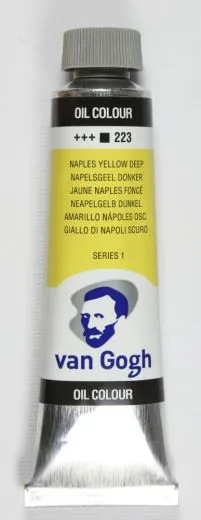 OIL COLOUR
+++ ■ 223
NAPLES YELLOW DEEP
NAPELSGEEL DONKER
JAUNE NAPLES FONCÉ
NEAPELGELB DUNKEL
AMARILLO NÁPOLES OSC.
GIALLO DI NAPOLI SCURO
SERIES 1
van Gogh
OIL COLOUR